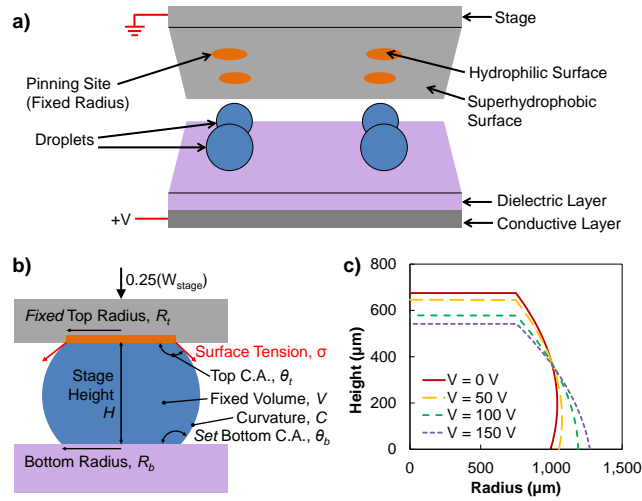 a)
Stage
Pinning Site
(Fixed Radius)
Hydrophilic Surface
Superhydrophobic
Surface
Droplets
Dielectric Layer
+V
Conductive Layer
b)
0.25(W_stage)
Fixed Top Radius, R_t
Surface Tension, σ
Top C.A., θ_t
Stage
Height
H
Fixed Volume, V
Curvature, C
Set Bottom C.A., θ_b
Bottom Radius, R_b
c)
800
600
400
200
0
Height (µm)
V = 0 V
V = 50 V
V = 100 V
V = 150 V
0
500
1,000
1,500
Radius (µm)